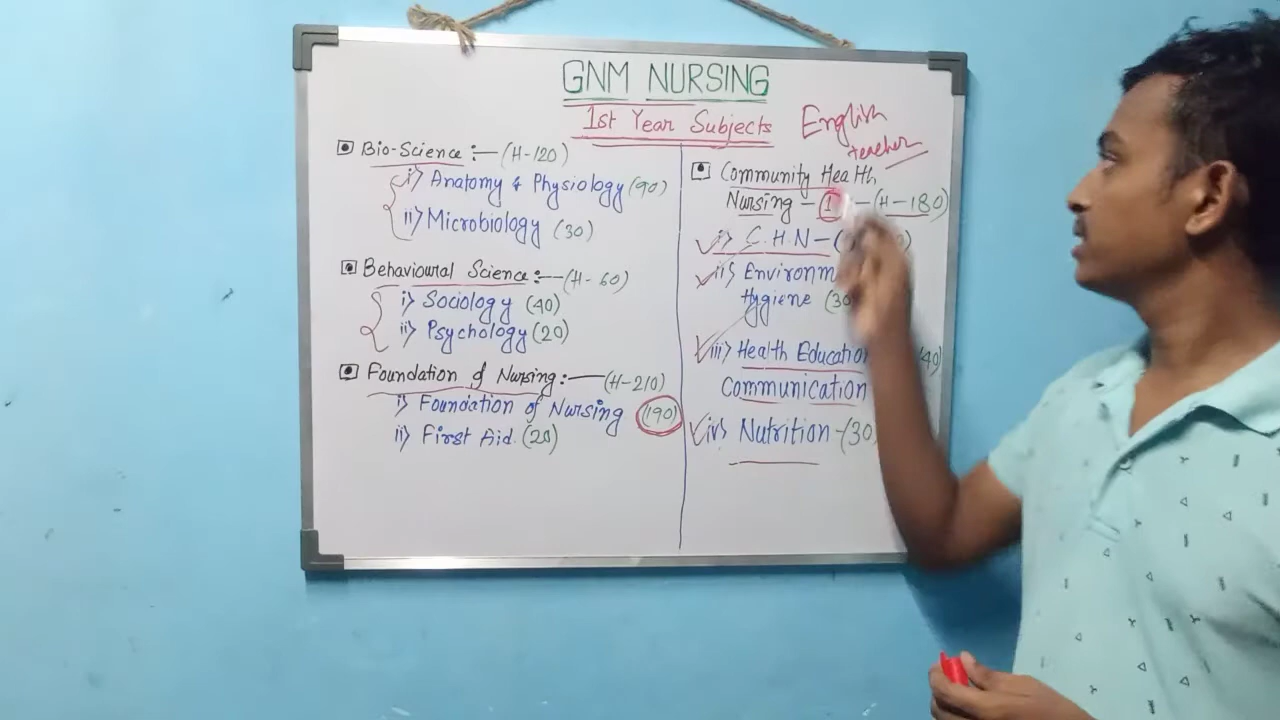 GNM NURSING
1st Year Subjects
English
teacher
Bio-Science :— (H-120)
i) Anatomy & Physiology (90)
ii) Microbiology (30)
Behavioural Science :— (H-60)
i) Sociology (40)
ii) Psychology (20)
Foundation of Nursing :— (H-210)
i) Foundation of Nursing (190)
ii) First Aid. (20)
Community Health
Nursing - 1 - (H-180)
i) C.H.N - (
ii)
Hygiene (30
iii) Health Education 40)
Communication
iv) Nutrition - (30)